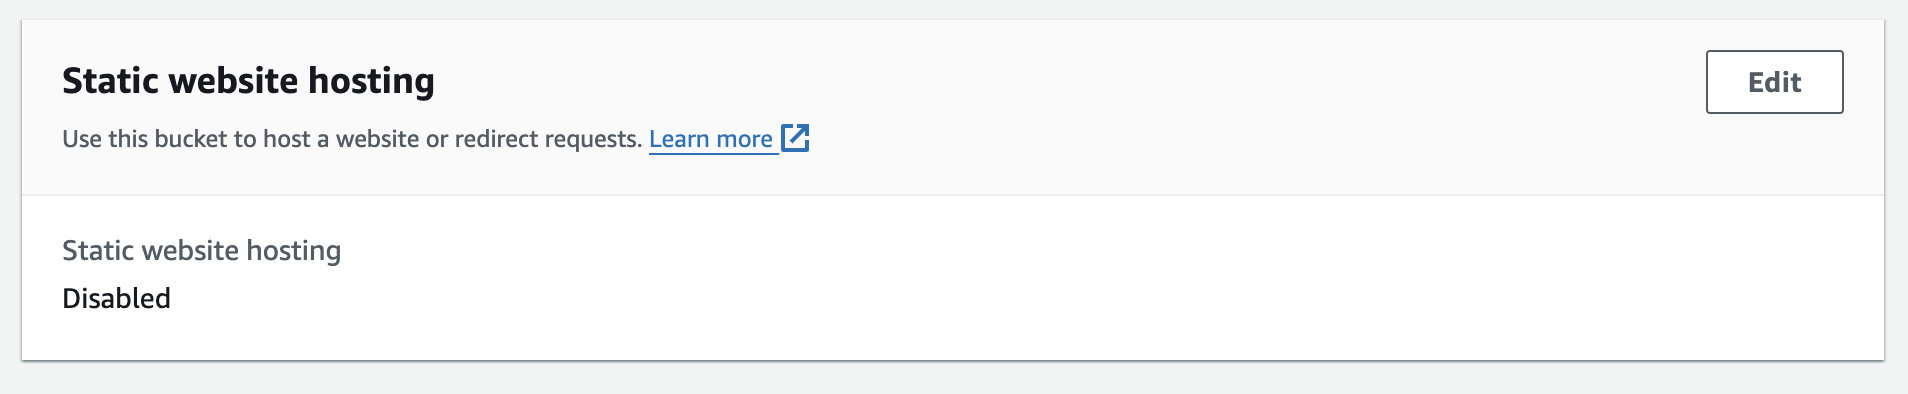 Static website hosting
Edit
Use this bucket to host a website or redirect requests. Learn more
Static website hosting
Disabled